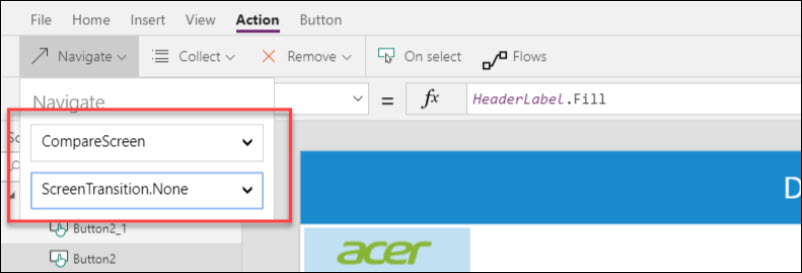 File Home Insert Action Button
Navigate Collect Remove On select Flows
Navigate
= fx HeaderLabel.Fill
CompareScreen
ScreenTransition.None
D
acer
Button2_1
Button2